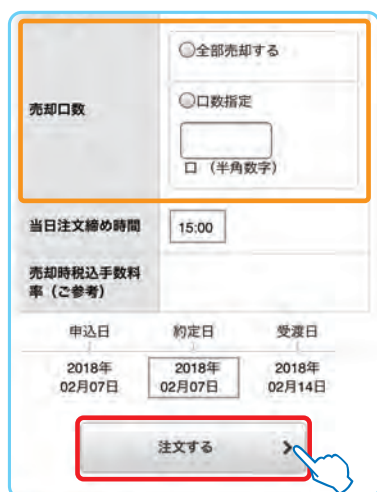 ◯全部売却する
売却口数
◯口数指定
口 (半角数字)
当日注文締め時間
15:00
売却時税込手数料
率(ご参考)
申込日 約定日 受渡日
2018年 2018年 2018年
02月07日 02月07日 02月14日
注文する